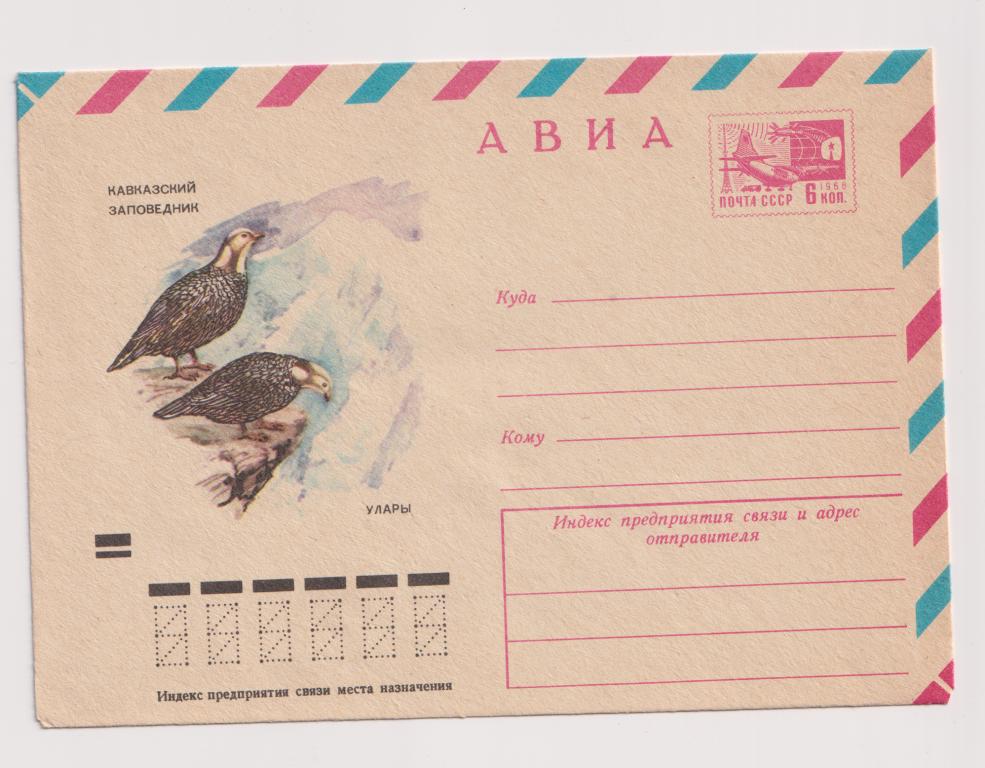 АВИА
КАВКАЗСКИЙ
ЗАПОВЕДНИК
1966
ПОЧТА СССР 6 КОП.
Куда
Кому
УЛАРЫ
Индекс предприятия связи и адрес
отправителя
Индекс предприятия связи места назначения